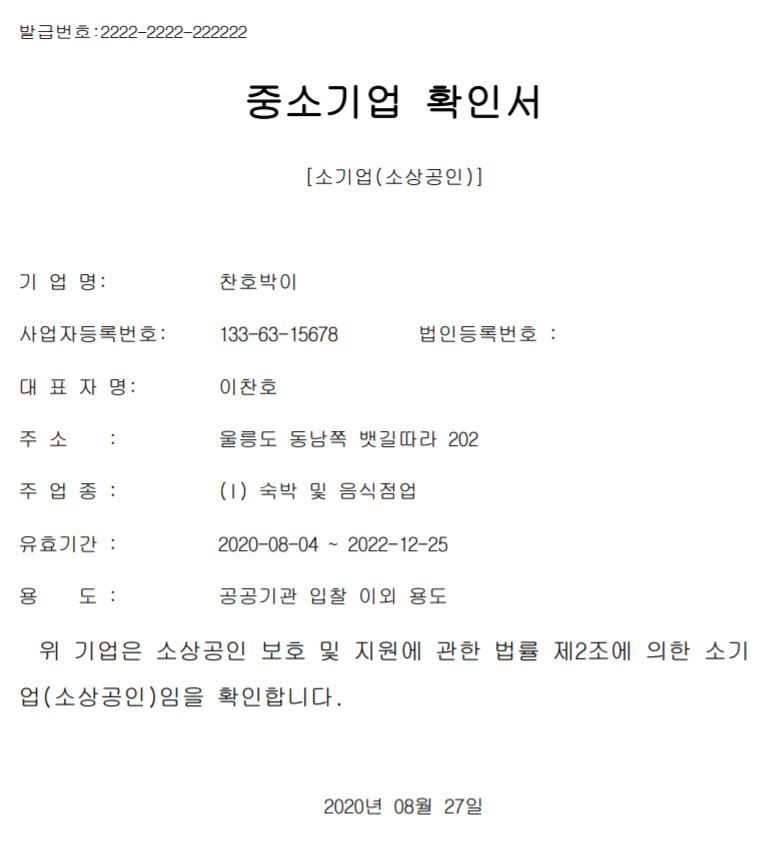 발급번호:2222-2222-222222
중소기업 확인서
[소기업(소상공인)]
기 업 명: 찬호박이
사업자등록번호: 133-63-15678 법인등록번호 :
대 표 자 명: 이찬호
주 소 : 울릉도 동남쪽 뱃길따라 202
주 업 종 : (I) 숙박 및 음식점업
유효기간 : 2020-08-04 ~ 2022-12-25
용 도 : 공공기관 입찰 이외 용도
위 기업은 소상공인 보호 및 지원에 관한 법률 제2조에 의한 소기
업(소상공인)임을 확인합니다.
2020년 08월 27일